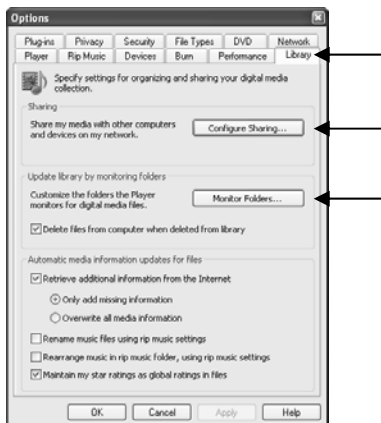 Options
Plug-ins Privacy Security File Types DVD Network
Player Rip Music Devices Burn Performance Library
Specify settings for organizing and sharing your digital media
collection.
Sharing
Share my media with other computers
and devices on my network.
Configure Sharing...
Update library by monitoring folders
Customize the folders the Player
monitors for digital media files.
Monitor Folders...
Delete files from computer when deleted from library
Automatic media information updates for files
Retrieve additional information from the Internet
Only add missing information
Overwrite all media information
Rename music files using rip music settings
Rearrange music in rip music folder, using rip music settings
Maintain my star ratings as global ratings in files
OK Cancel Apply Help